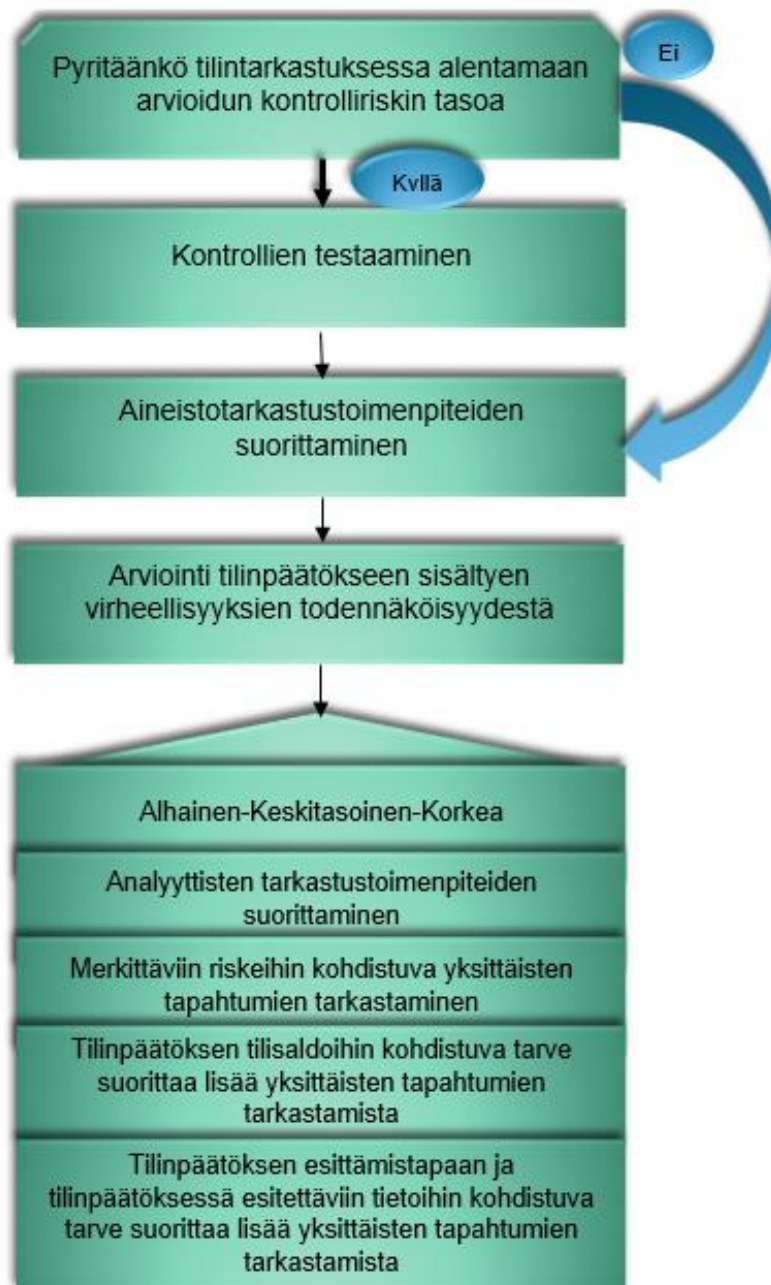 Pyritäänkö tilintarkastuksessa alentamaan
arvioidun kontrolliriskin tasoa
Ei
Kvllä
Kontrollien testaaminen
Aineistotarkastustoimenpiteiden
suorittaminen
Arviointi tilinpäätökseen sisältyen
virheellisyyksien todennäköisyydestä
Alhainen-Keskitasoinen-Korkea
Analyyttisten tarkastustoimenpiteiden
suorittaminen
Merkittäviin riskeihin kohdistuva yksittäisten
tapahtumien tarkastaminen
Tilinpäätöksen tilisaldoihin kohdistuva tarve
suorittaa lisää yksittäisten tapahtumien
tarkastamista
Tilinpäätöksen esittämistapaan ja
tilinpäätöksessä esitettäviin tietoihin kohdistuva
tarve suorittaa lisää yksittäisten tapahtumien
tarkastamista